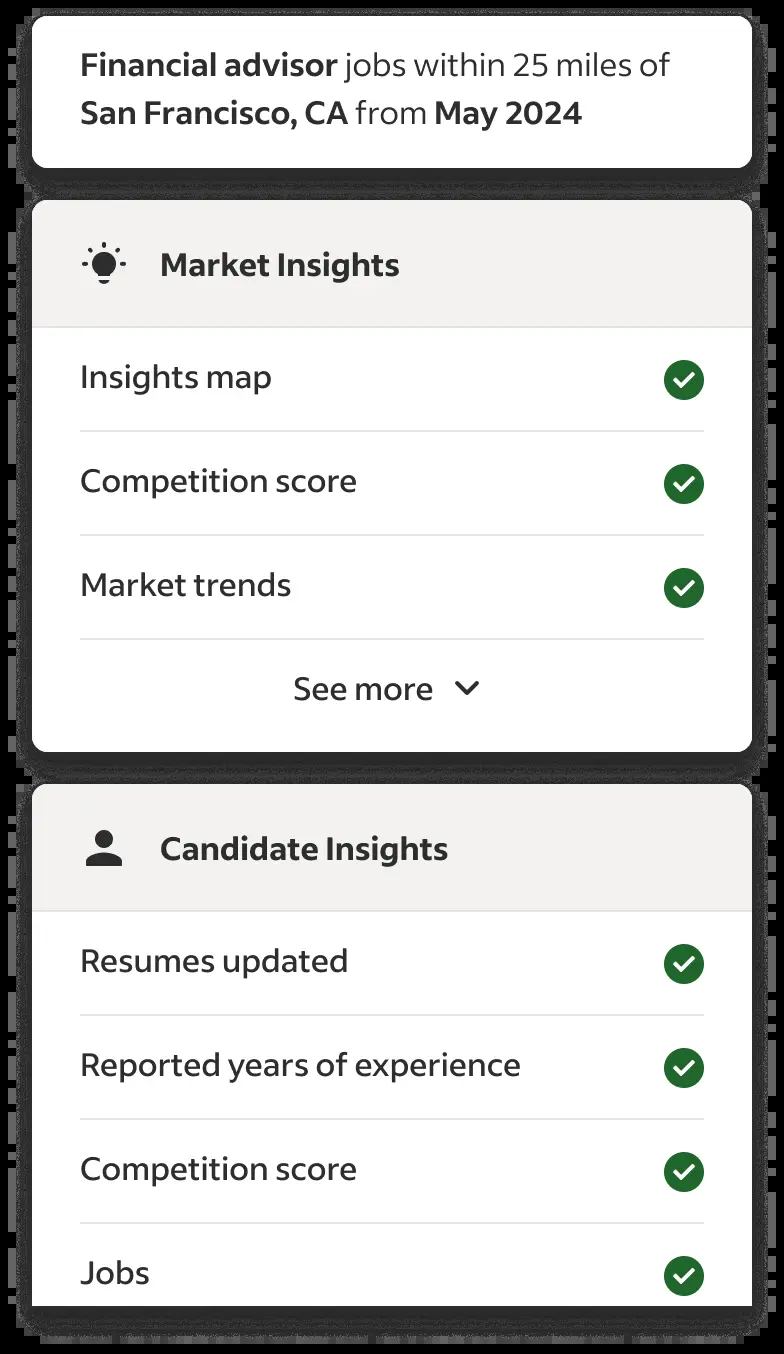 Financial advisor jobs within 25 miles of
San Francisco, CA from May 2024
Market Insights
Insights map
Competition score
Market trends
See more
Candidate Insights
Resumes updated
Reported years of experience
Competition score
Jobs